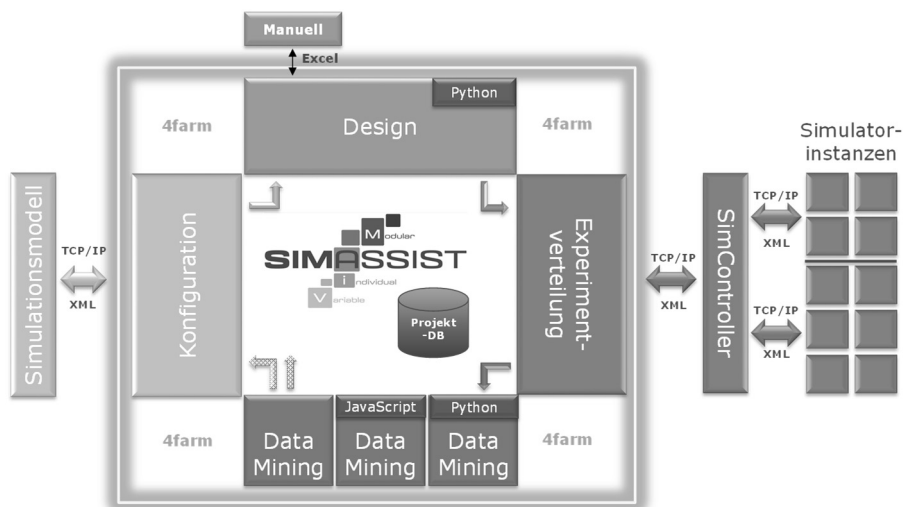 Manuell
Excel
Python
4farm
Design
4farm
Simulator-
instanzen
Simulationsmodell
TCP/IP
XML
Konfiguration
Modular
SIMASSIST
individual
Variable
Projekt
-DB
Experiment-
verteilung
TCP/IP
XML
SimController
TCP/IP
XML
TCP/IP
XML
4farm
Data
Mining
JavaScript
Data
Mining
Python
Data
Mining
4farm